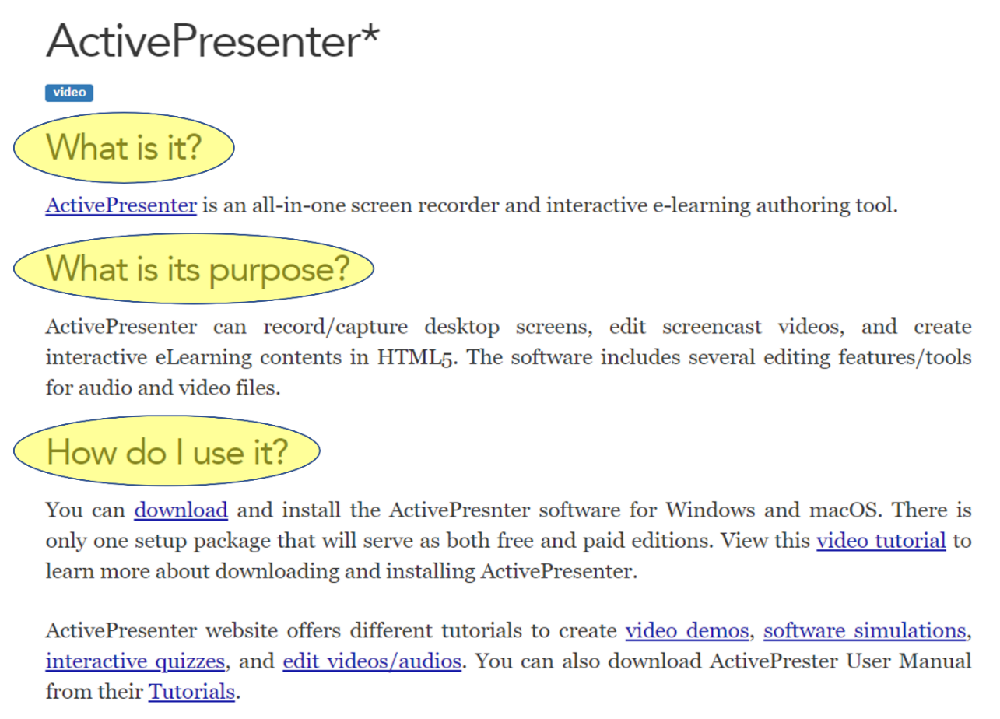 ActivePresenter*
video
What is it?
ActivePresenter is an all-in-one screen recorder and interactive e-learning authoring tool.
What is its purpose?
ActivePresenter can record/capture desktop screens, edit screencast videos, and create
interactive eLearning contents in HTML5. The software includes several editing features/tools
for audio and video files.
How do I use it?
You can download and install the ActivePresnter software for Windows and macOS. There is
only one setup package that will serve as both free and paid editions. View this video tutorial to
learn more about downloading and installing ActivePresenter.
ActivePresenter website offers different tutorials to create video demos, software simulations,
interactive quizzes, and edit videos/audios. You can also download ActivePrester User Manual
from their Tutorials.